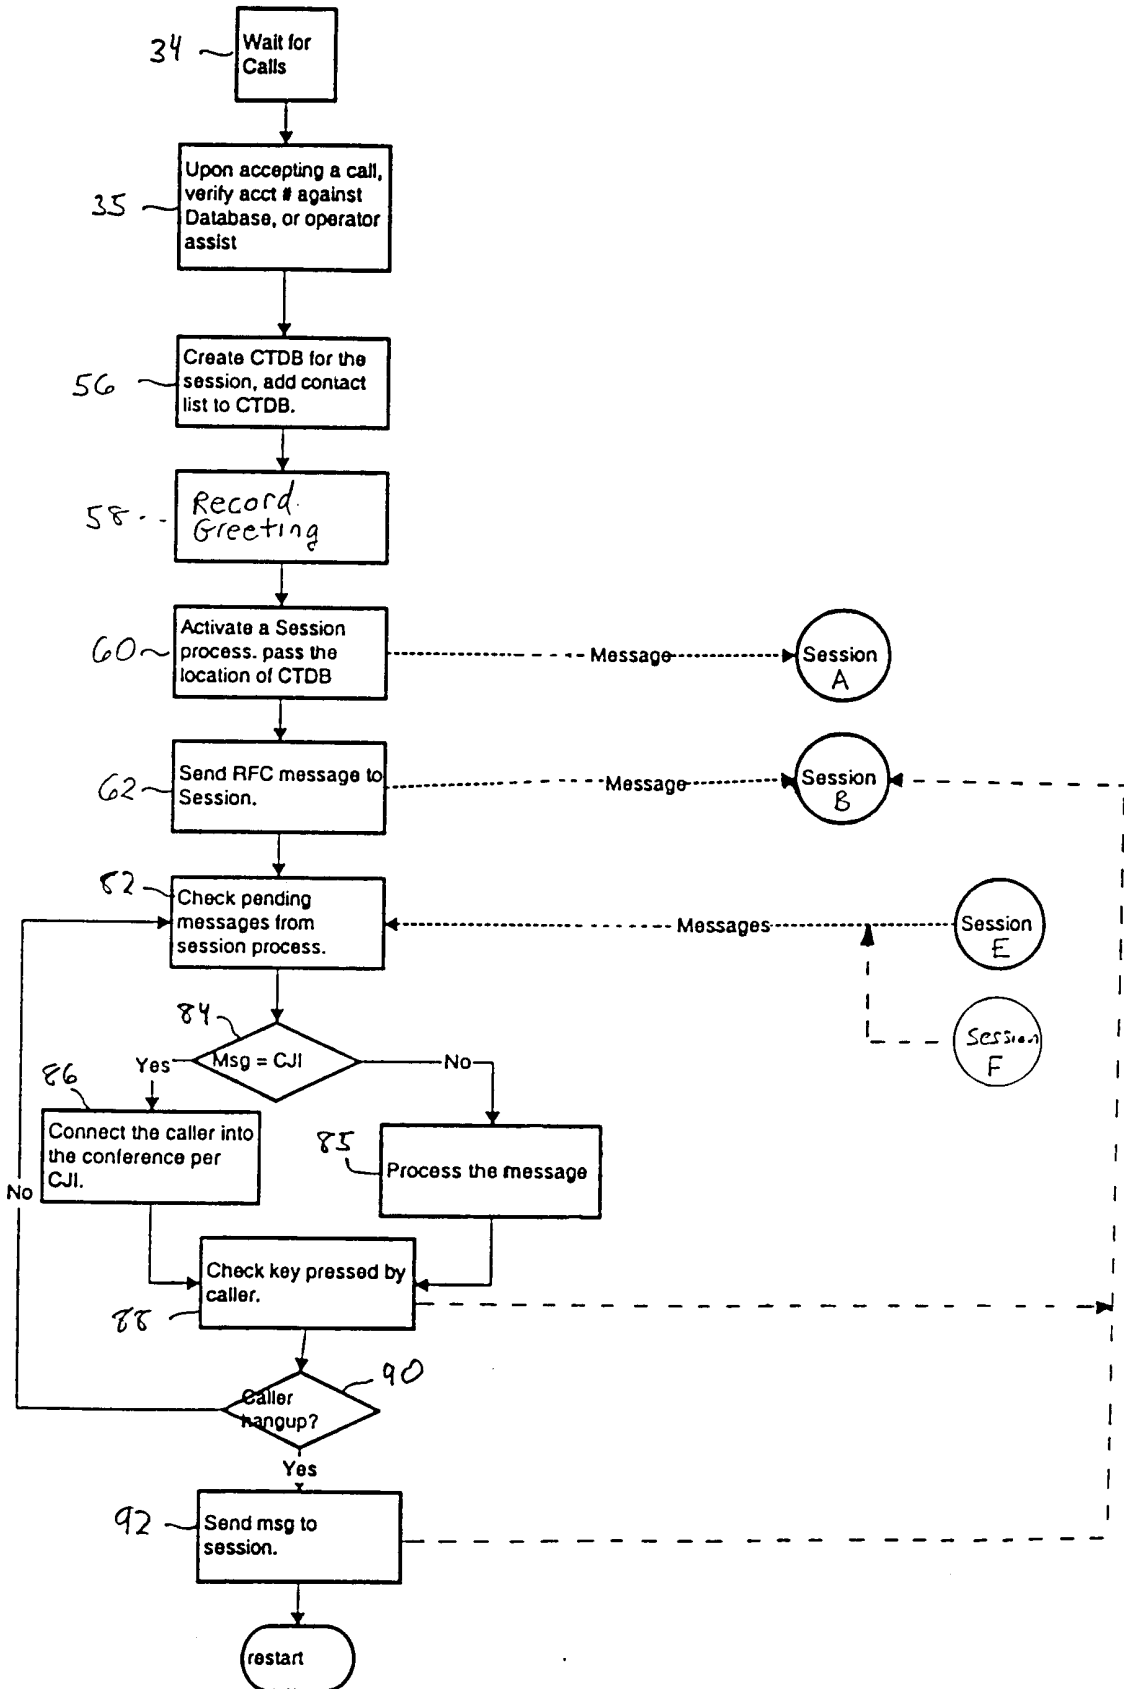 34
Wait for
Calls
35
Upon accepting a call,
verify acct # against
Database, or operator
assist
56
Create CTDB for the
session, add contact
list to CTDB.
58
Record
Greeting
60
Activate a Session
process. pass the
location of CTDB
Message
Session
A
62
Send RFC message to
Session.
Message
Session
B
82
Check pending
messages from
session process.
Messages
Session
E
84
Msg = CJI
Yes
No
Session
F
86
Connect the caller into
the conference per
CJI.
85
Process the message
No
88
Check key pressed by
caller.
90
Caller
hangup?
Yes
92
Send msg to
session.
restart